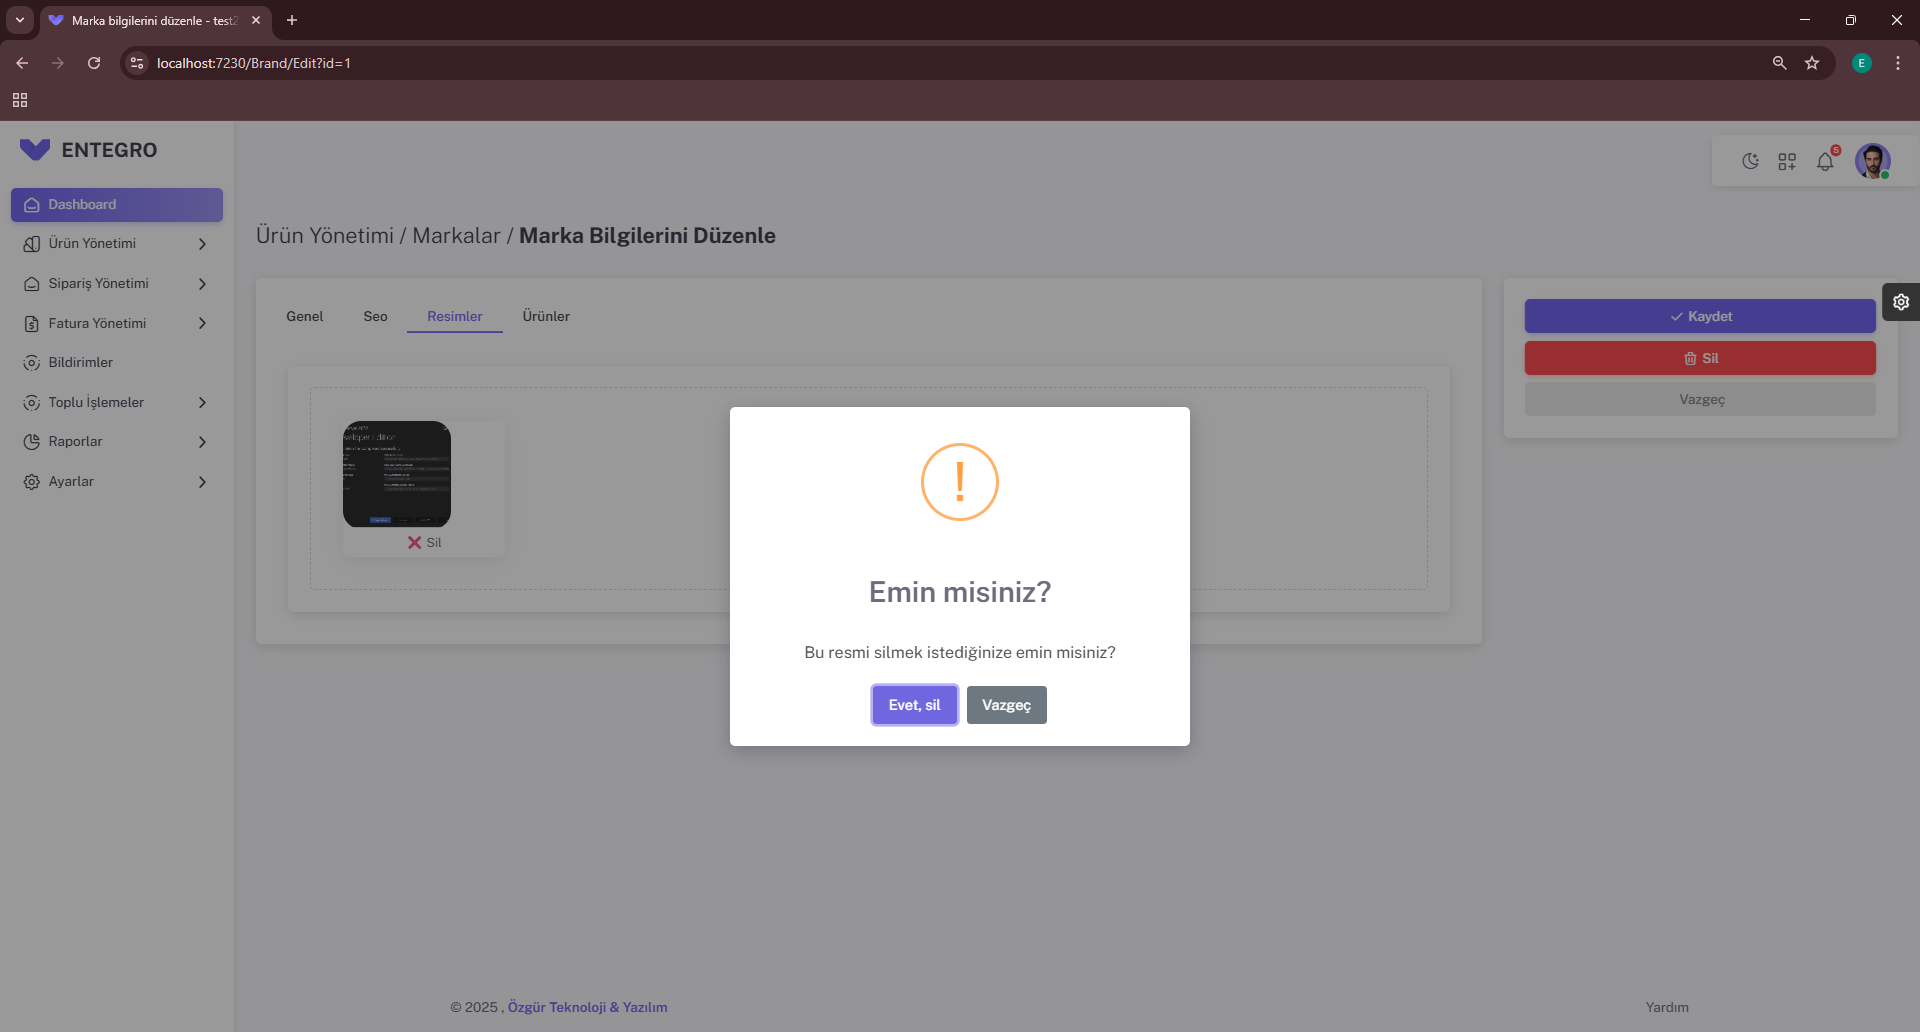 Marka bilgilerini düzenle - test2
localhost:7230/Brand/Edit?id=1
E
ENTEGRO
5
Dashboard
Ürün Yönetimi
Sipariş Yönetimi
Fatura Yönetimi
Bildirimler
Toplu İşlemeler
Raporlar
Ayarlar
Ürün Yönetimi / Markalar / Marka Bilgilerini Düzenle
Genel Seo Resimler Ürünler
Kaydet
Sil
Vazgeç
Sil
Emin misiniz?
Bu resmi silmek istediğinize emin misiniz?
Evet, sil Vazgeç
© 2025 , Özgür Teknoloji & Yazılım
Yardım